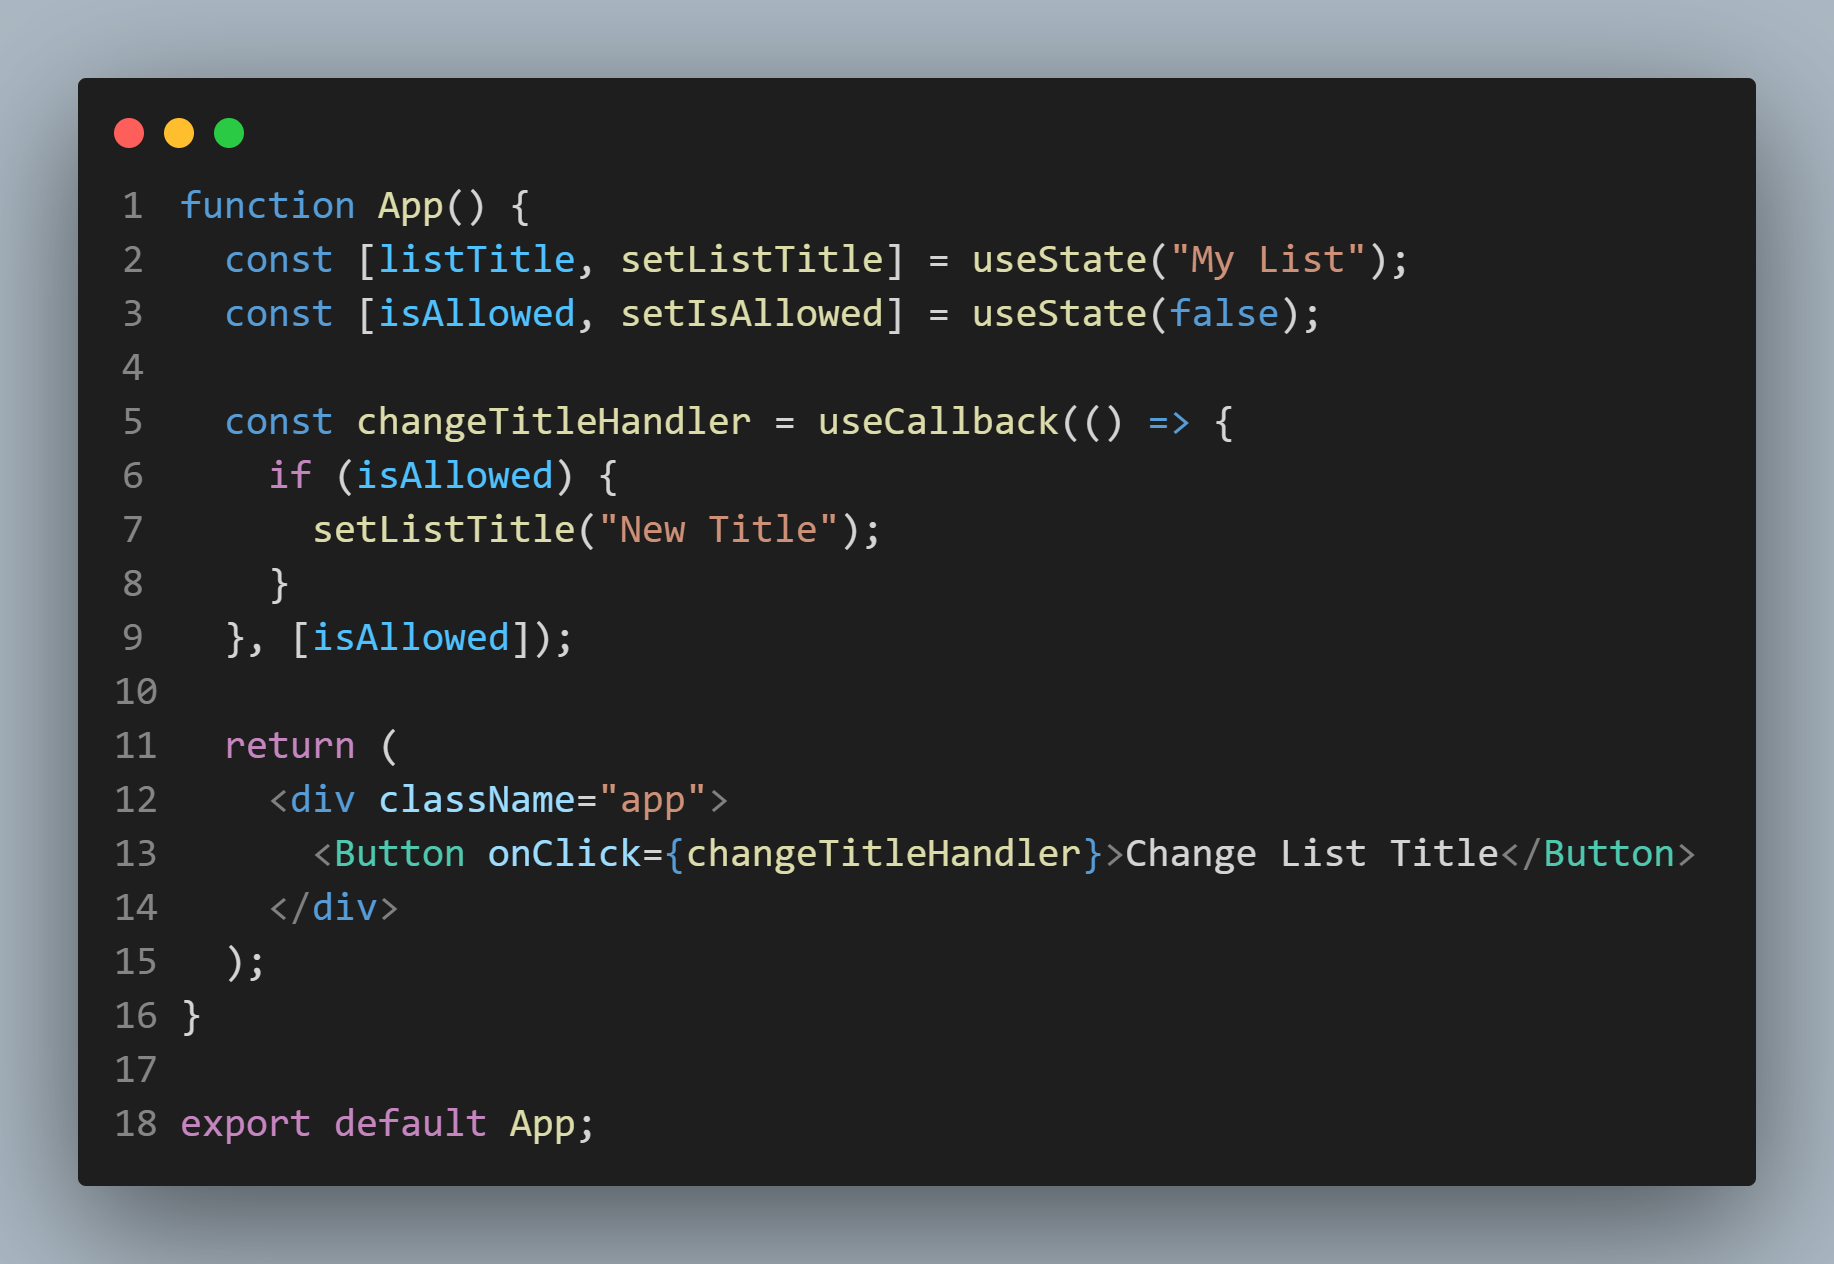 1 function App() {
2   const [listTitle, setListTitle] = useState("My List");
3   const [isAllowed, setIsAllowed] = useState(false);
4
5   const changeTitleHandler = useCallback(() => {
6     if (isAllowed) {
7       setListTitle("New Title");
8     }
9   }, [isAllowed]);
10
11   return (
12     <div className="app">
13       <Button onClick={changeTitleHandler}>Change List Title</Button>
14     </div>
15   );
16 }
17
18 export default App;